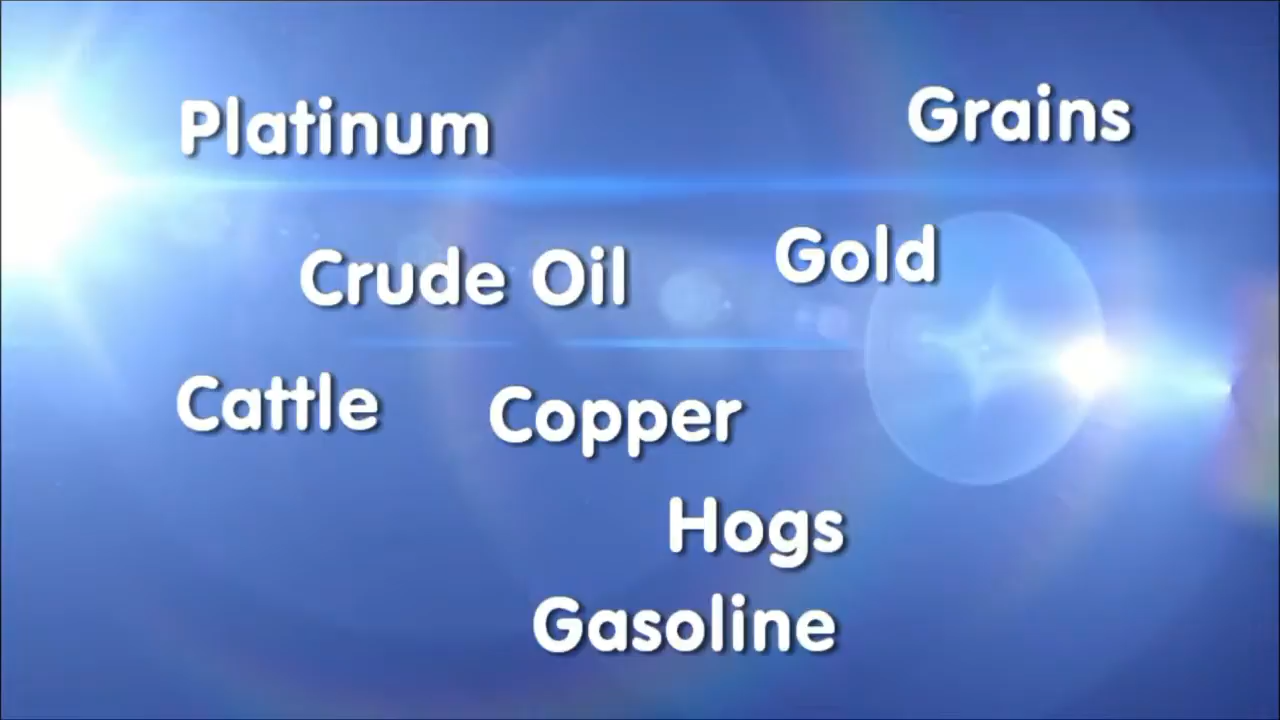 Platinum
Grains
Crude Oil
Gold
Cattle
Copper
Hogs
Gasoline